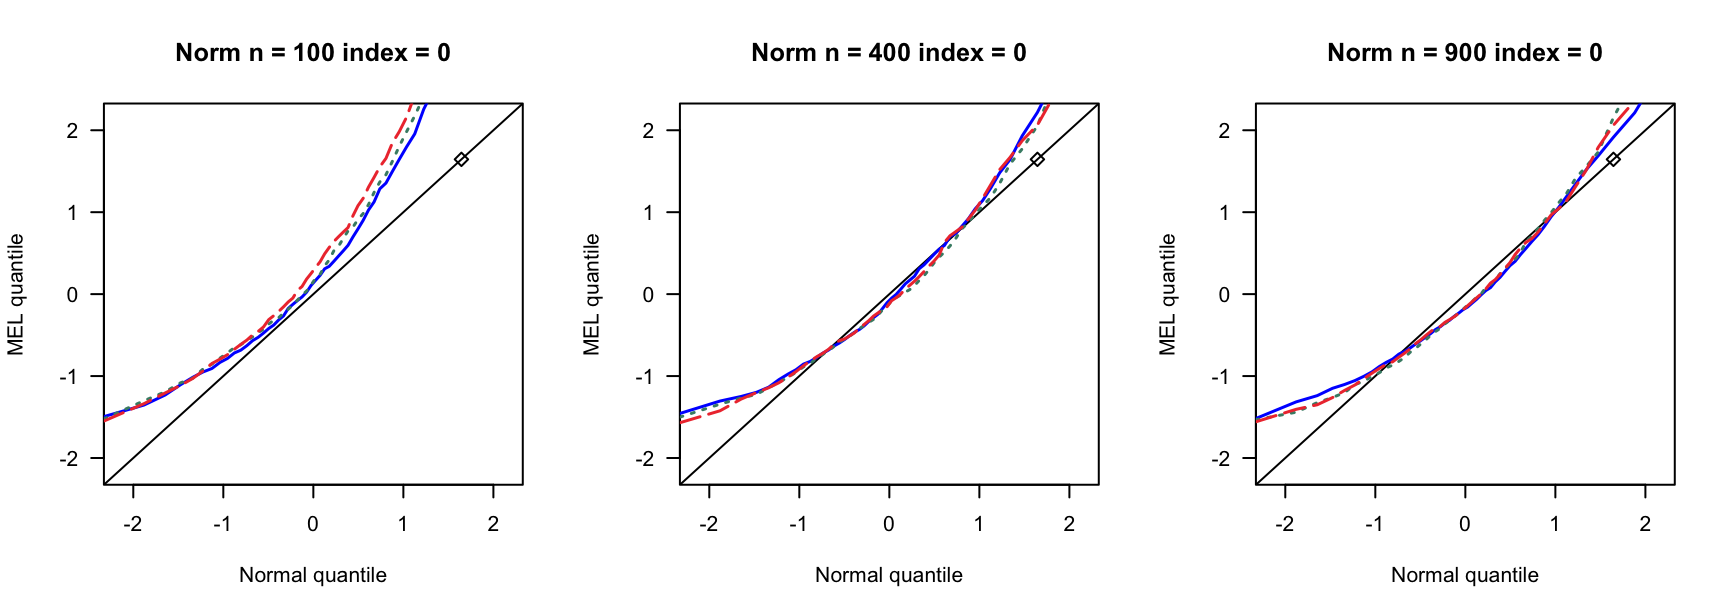 Norm n = 100 index = 0
MEL quantile
2
1
0
-1
-2
-2 -1 0 1 2
Normal quantile
Norm n = 400 index = 0
MEL quantile
2
1
0
-1
-2
-2 -1 0 1 2
Normal quantile
Norm n = 900 index = 0
MEL quantile
2
1
0
-1
-2
-2 -1 0 1 2
Normal quantile